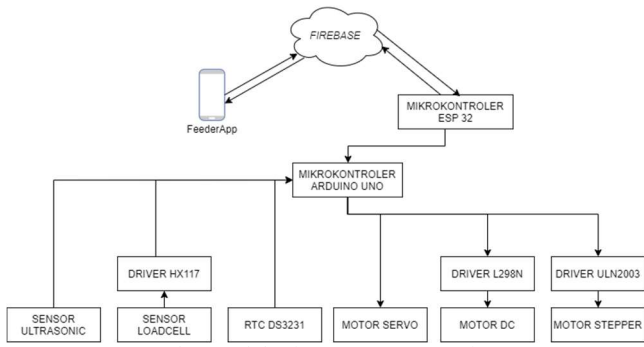 FIREBASE
FeederApp
MIKROKONTROLER
ESP 32
MIKROKONTROLER
ARDUINO UNO
DRIVER HX117
DRIVER L298N
DRIVER ULN2003
SENSOR
ULTRASONIC
SENSOR
LOADCELL
RTC DS3231
MOTOR SERVO
MOTOR DC
MOTOR STEPPER